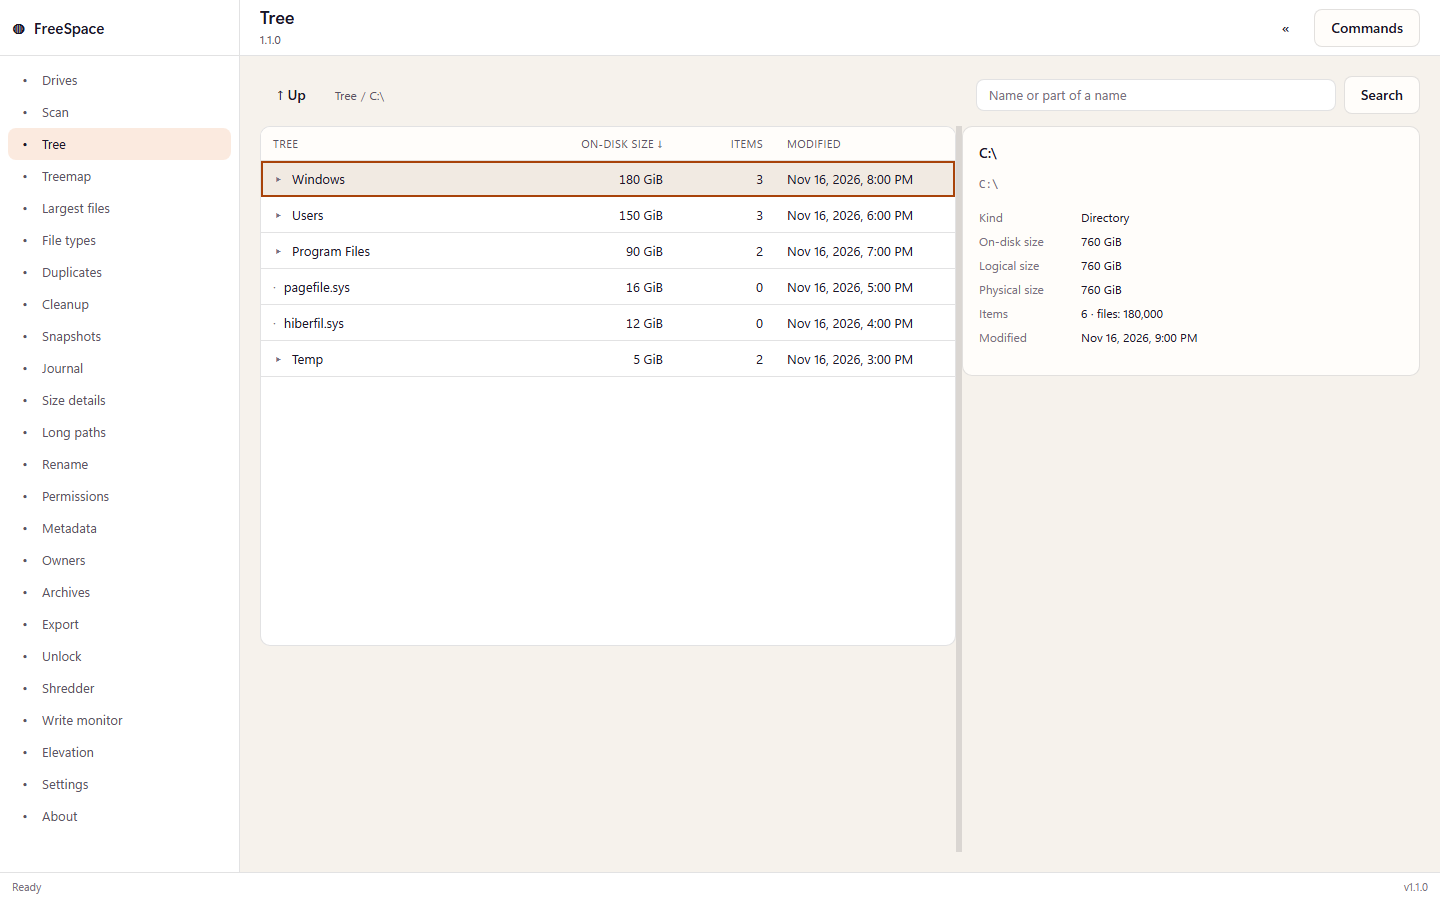 FreeSpace
Tree
1.1.0
«
Commands
• Drives
• Scan
• Tree
• Treemap
• Largest files
• File types
• Duplicates
• Cleanup
• Snapshots
• Journal
• Size details
• Long paths
• Rename
• Permissions
• Metadata
• Owners
• Archives
• Export
• Unlock
• Shredder
• Write monitor
• Elevation
• Settings
• About
↑ Up
Tree / C:\
Name or part of a name
Search
TREE ON-DISK SIZE ↓ ITEMS MODIFIED
▸ Windows 180 GiB 3 Nov 16, 2026, 8:00 PM
▸ Users 150 GiB 3 Nov 16, 2026, 6:00 PM
▸ Program Files 90 GiB 2 Nov 16, 2026, 7:00 PM
· pagefile.sys 16 GiB 0 Nov 16, 2026, 5:00 PM
· hiberfil.sys 12 GiB 0 Nov 16, 2026, 4:00 PM
▸ Temp 5 GiB 2 Nov 16, 2026, 3:00 PM
C:\
C:\
Kind Directory
On-disk size 760 GiB
Logical size 760 GiB
Physical size 760 GiB
Items 6 · files: 180,000
Modified Nov 16, 2026, 9:00 PM
Ready
v1.1.0